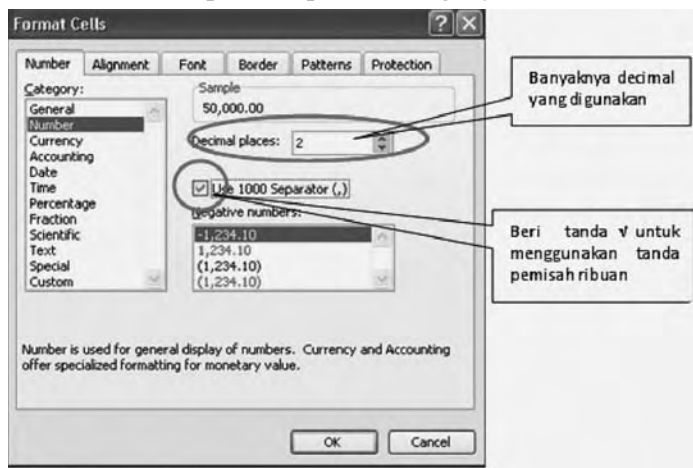 Format Cells
Number Alignment Font Border Patterns Protection
Category:
General
Number
Currency
Accounting
Date
Time
Percentage
Fraction
Scientific
Text
Special
Custom
Sample
50,000.00
Decimal places: 2
Use 1000 Separator (,)
Negative numbers:
-1,234.10
1,234.10
(1,234.10)
(1,234.10)
Number is used for general display of numbers. Currency and Accounting
offer specialized formatting for monetary value.
OK Cancel
Banyaknya decimal
yang digunakan
Beri tanda √ untuk
menggunakan tanda
pemisah ribuan